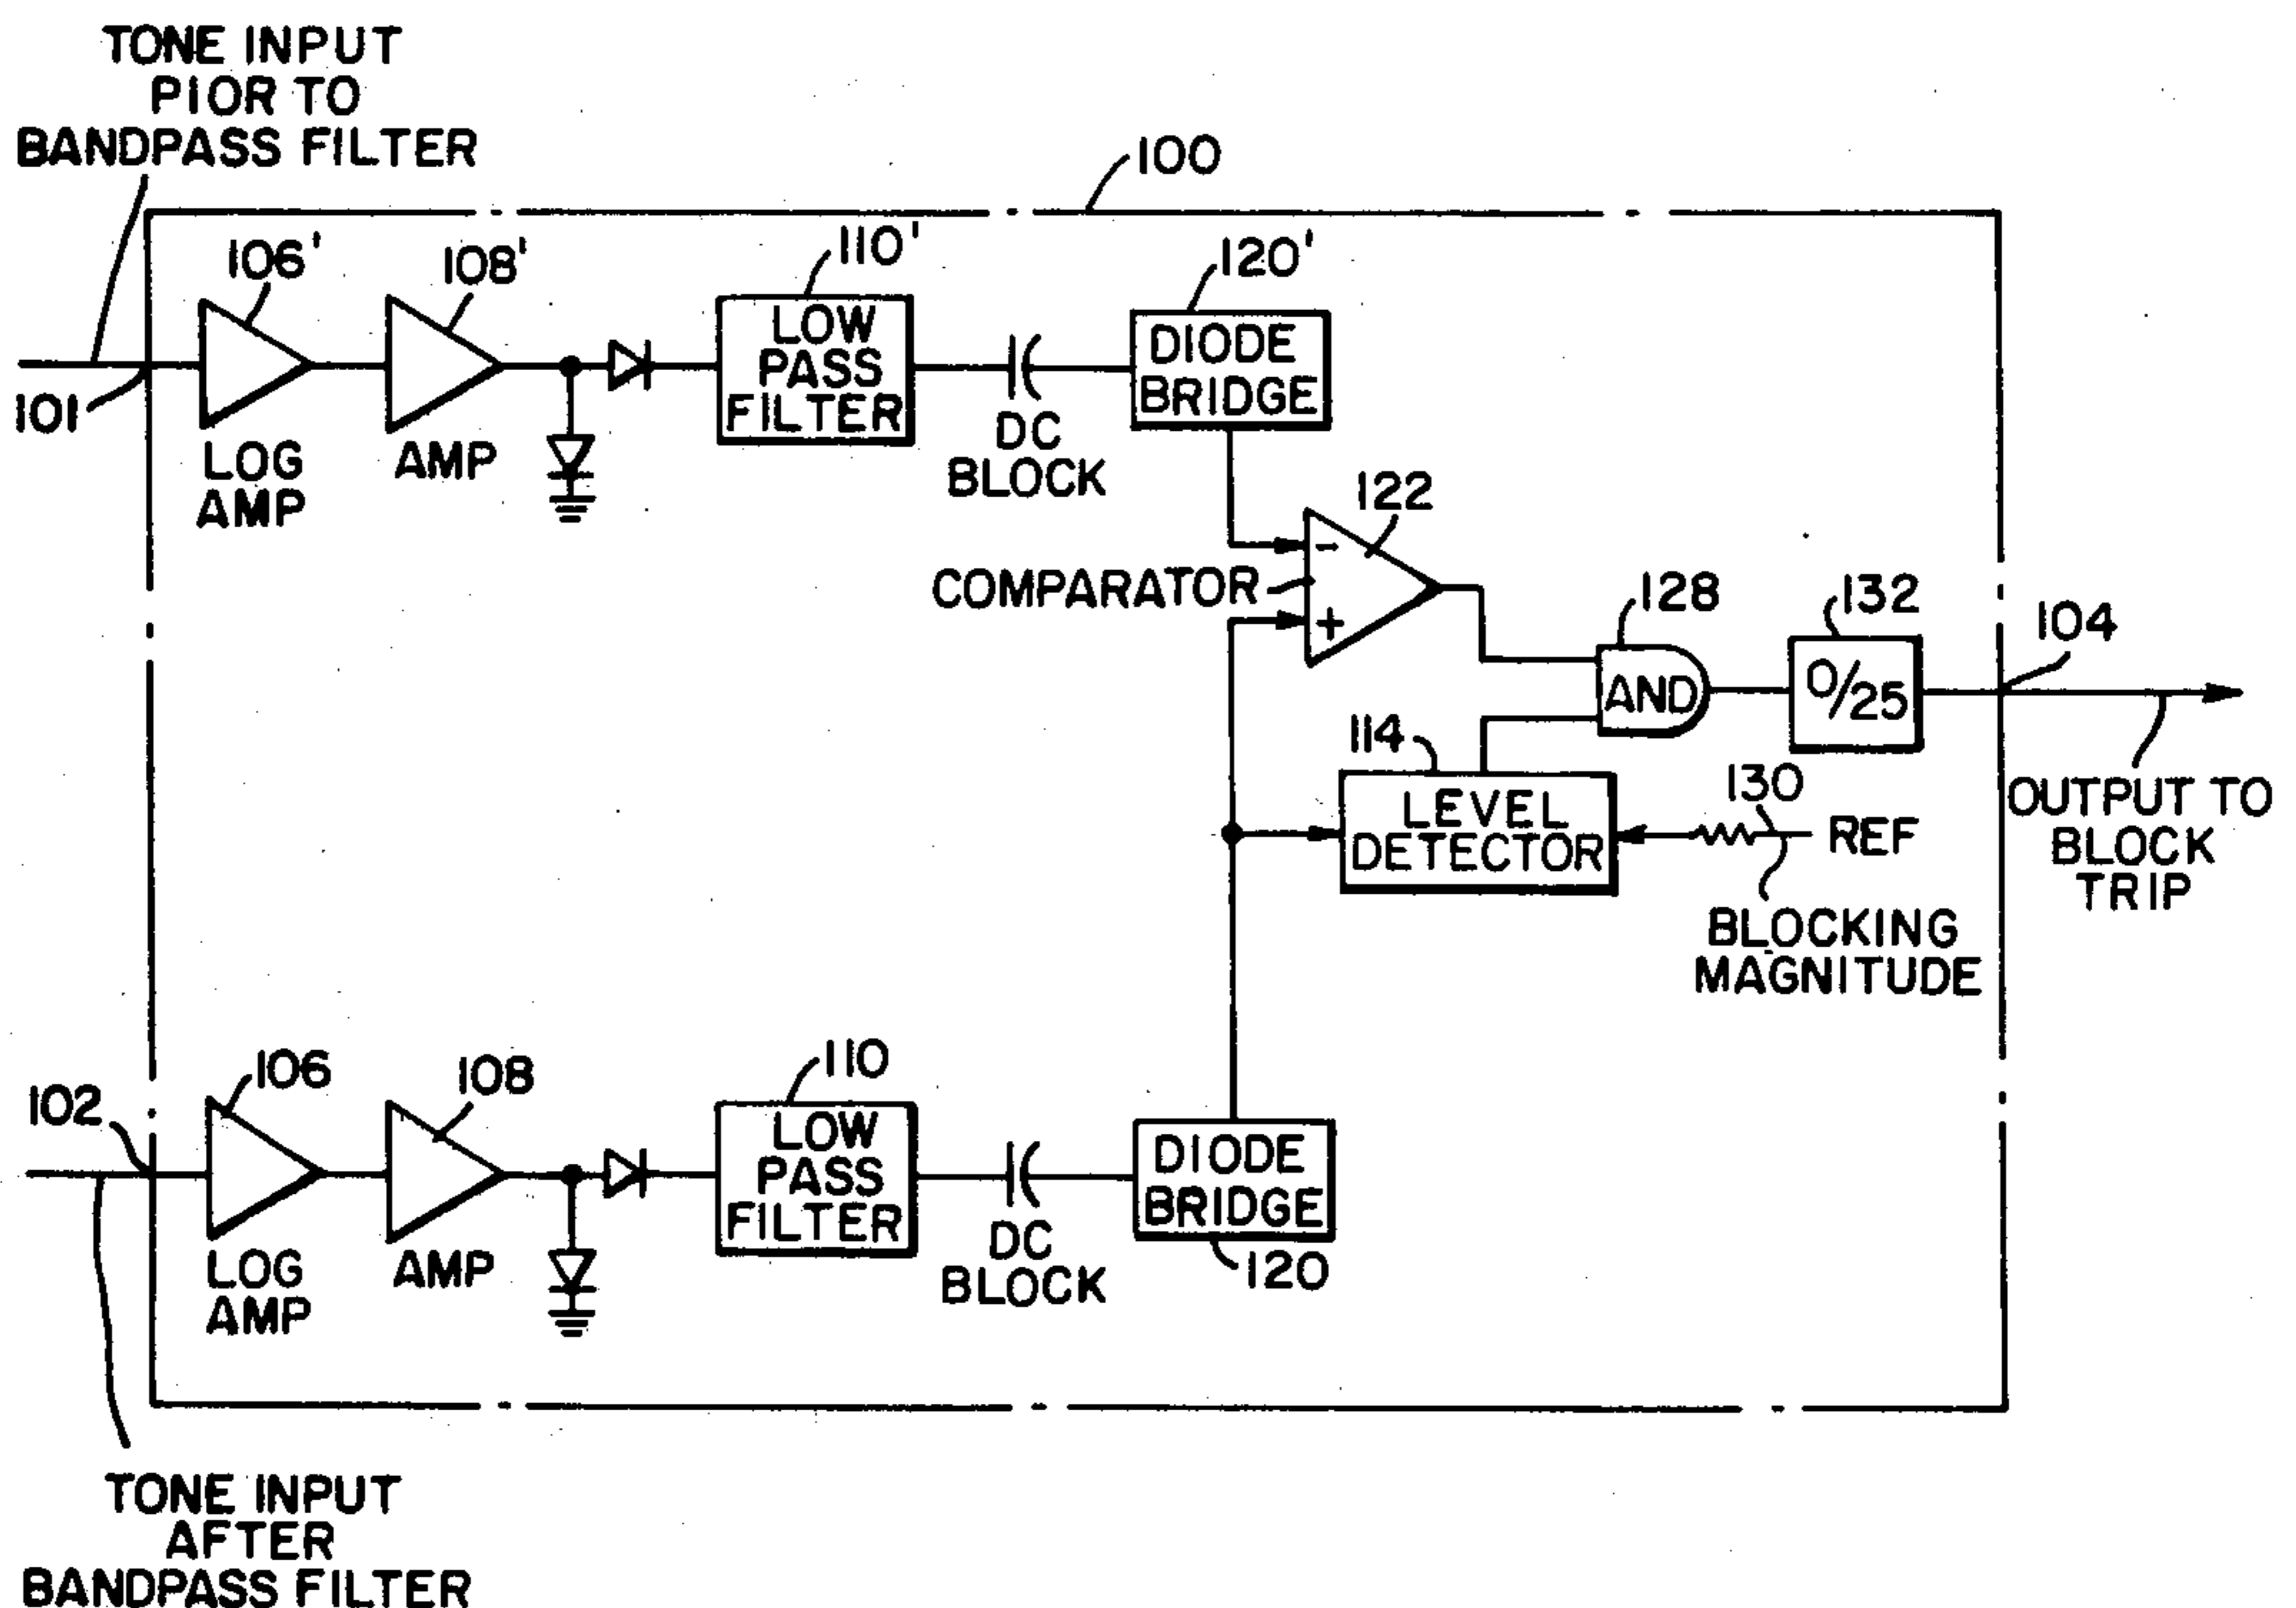 TONE INPUT
PIOR TO
BANDPASS FILTER
100
106'
108'
110'
120'
LOW
PASS
FILTER
DIODE
BRIDGE
101
LOG
AMP
AMP
DC
BLOCK
122
-
COMPARATOR
+
128
132
104
AND
0/25
114
130
LEVEL
DETECTOR
REF
OUTPUT TO
BLOCK
TRIP
BLOCKING
MAGNITUDE
102
106
108
110
LOW
PASS
FILTER
DIODE
BRIDGE
120
LOG
AMP
AMP
DC
BLOCK
TONE INPUT
AFTER
BANDPASS FILTER